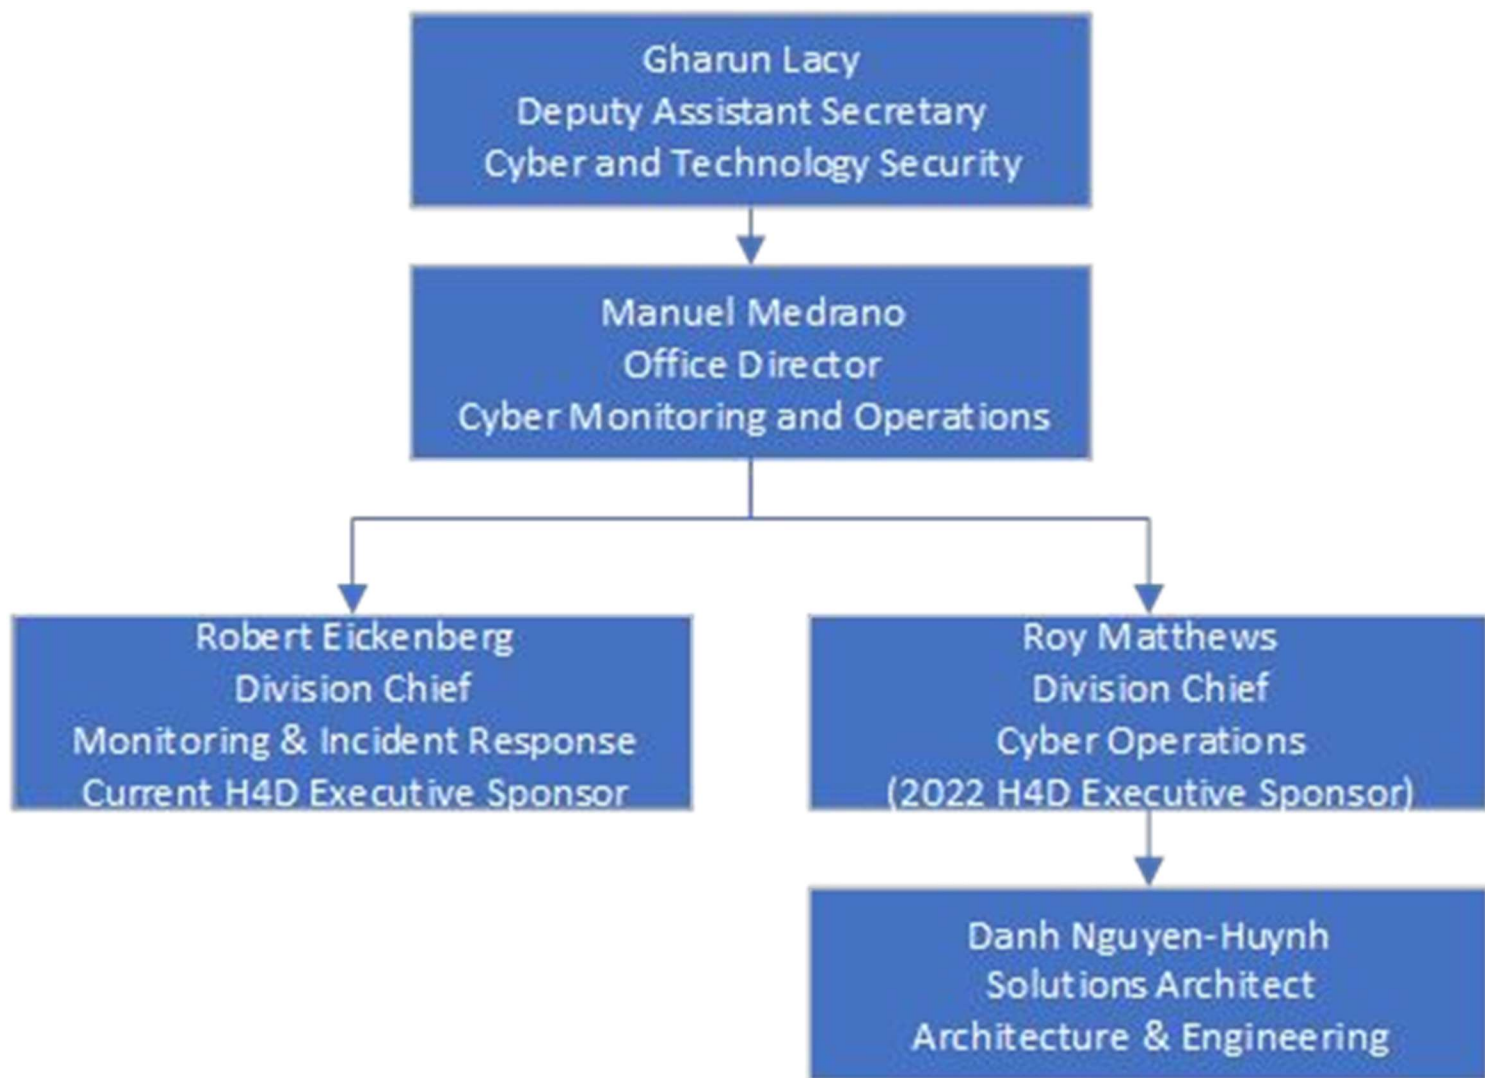 Gharun Lacy
Deputy Assistant Secretary
Cyber and Technology Security
Manuel Medrano
Office Director
Cyber Monitoring and Operations
Robert Eickenberg
Division Chief
Monitoring & Incident Response
Current H4D Executive Sponsor
Roy Matthews
Division Chief
Cyber Operations
(2022 H4D Executive Sponsor)
Danh Nguyen-Huynh
Solutions Architect
Architecture & Engineering